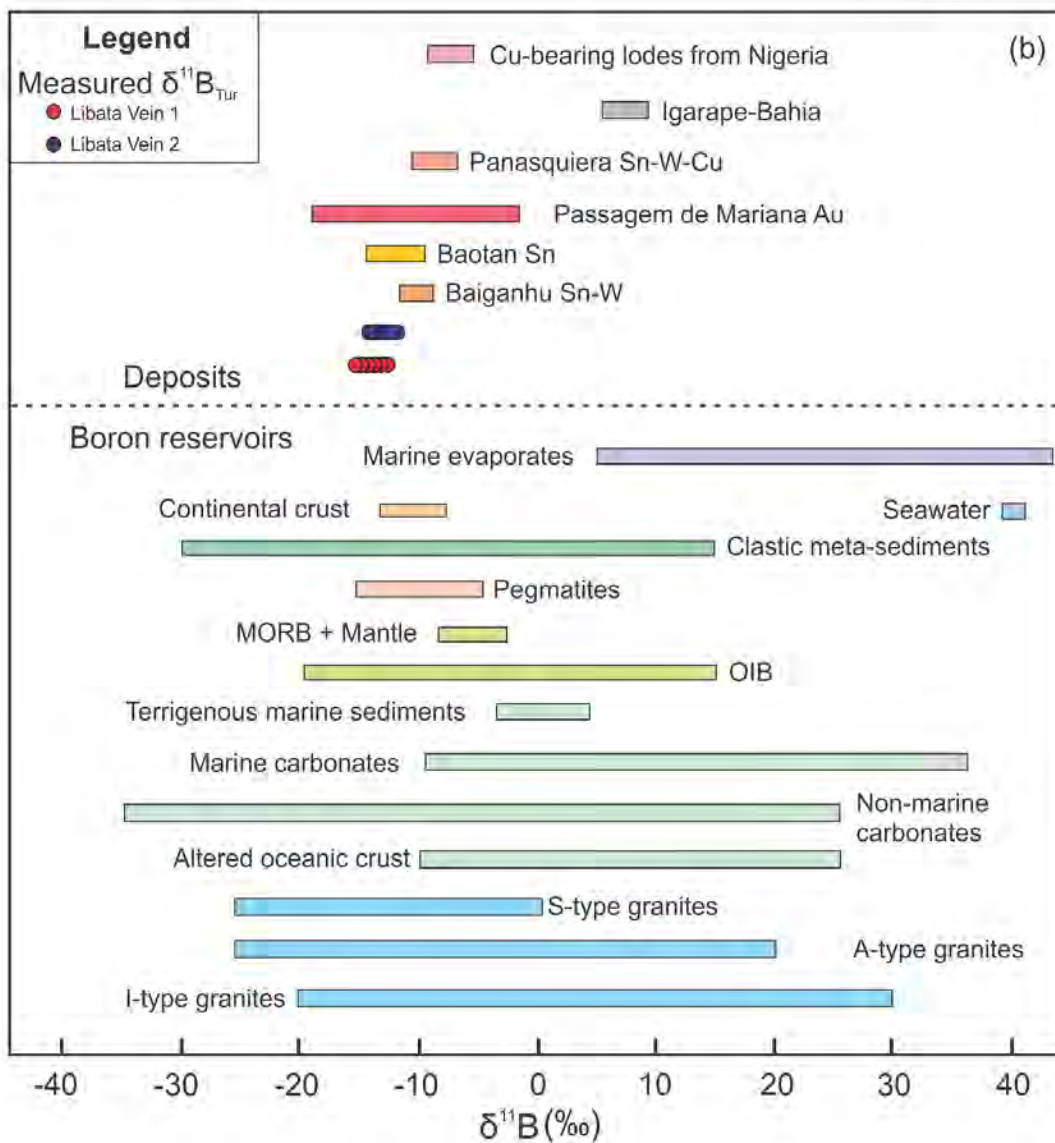 Legend
Measured δ¹¹B_Tur
Libata Vein 1
Libata Vein 2
(b)
Cu-bearing lodes from Nigeria
Igarape-Bahia
Panasquiera Sn-W-Cu
Passagem de Mariana Au
Baotan Sn
Baiganhu Sn-W
Deposits
Boron reservoirs
Marine evaporates
Continental crust
Seawater
Clastic meta-sediments
Pegmatites
MORB + Mantle
OIB
Terrigenous marine sediments
Marine carbonates
Non-marine
carbonates
Altered oceanic crust
S-type granites
A-type granites
I-type granites
-40 -30 -20 -10 0 10 20 30 40
δ¹¹B (‰)